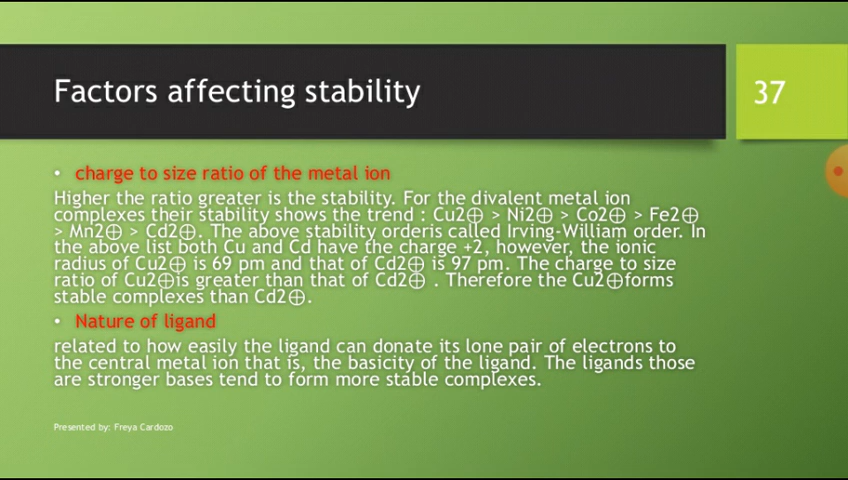 Factors affecting stability
37
• charge to size ratio of the metal ion
Higher the ratio greater is the stability. For the divalent metal ion
complexes their stability shows the trend : Cu2⊕ > Ni2⊕ > Co2⊕ > Fe2⊕
> Mn2⊕ > Cd2⊕. The above stability orderis called Irving-William order. In
the above list both Cu and Cd have the charge +2, however, the ionic
radius of Cu2⊕ is 69 pm and that of Cd2⊕ is 97 pm. The charge to size
ratio of Cu2⊕is greater than that of Cd2⊕ . Therefore the Cu2⊕forms
stable complexes than Cd2⊕.
• Nature of ligand
related to how easily the ligand can donate its lone pair of electrons to
the central metal ion that is, the basicity of the ligand. The ligands those
are stronger bases tend to form more stable complexes.
Presented by: Freya Cardozo